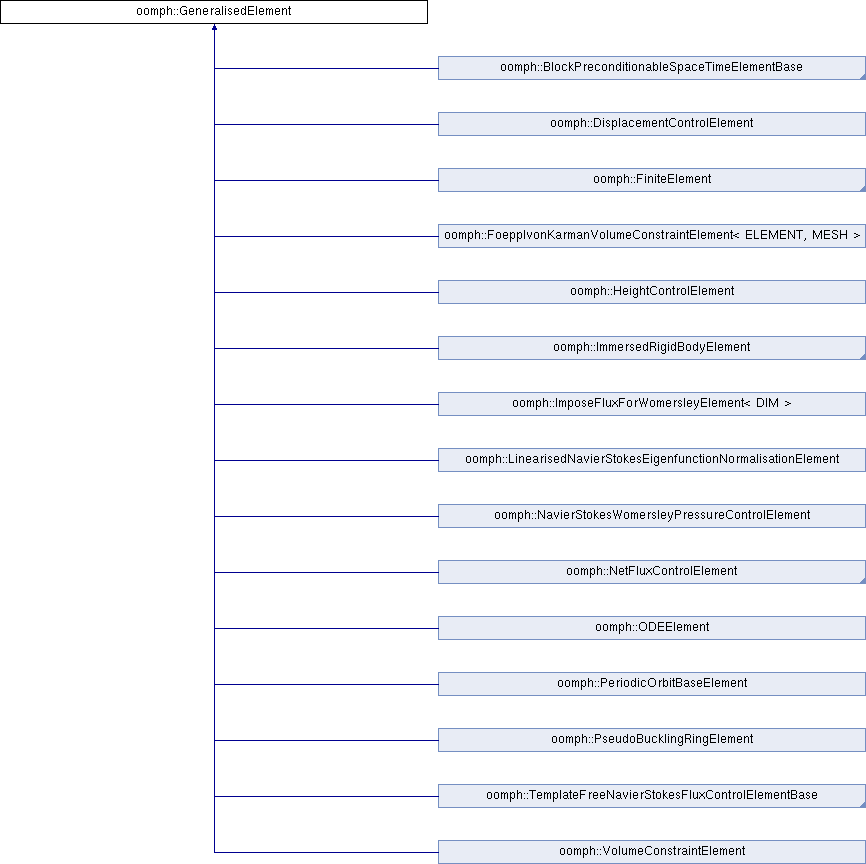 oomph::GeneralisedElement
oomph::BlockPreconditionableSpaceTimeElementBase
oomph::DisplacementControlElement
oomph::FiniteElement
oomph::FoepplvonKarmanVolumeConstraintElement< ELEMENT, MESH >
oomph::HeightControlElement
oomph::ImmersedRigidBodyElement
oomph::ImposeFluxForWomersleyElement< DIM >
oomph::LinearisedNavierStokesEigenfunctionNormalisationElement
oomph::NavierStokesWomersleyPressureControlElement
oomph::NetFluxControlElement
oomph::ODEElement
oomph::PeriodicOrbitBaseElement
oomph::PseudoBucklingRingElement
oomph::TemplateFreeNavierStokesFluxControlElementBase
oomph::VolumeConstraintElement